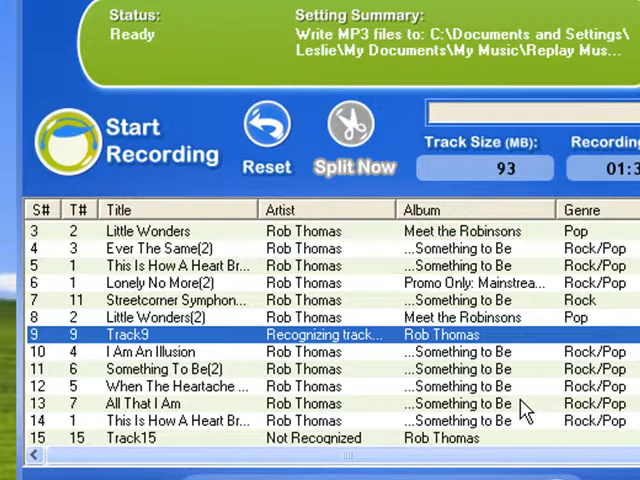 Status:
Ready
Setting Summary:
Write MP3 files to: C:\Documents and Settings\
Leslie\My Documents\My Music\Replay Mus...
Start
Recording
Reset
Split Now
Track Size (MB):
93
Recording
01:3
S# T# Title Artist Album Genre
3 2 Little Wonders Rob Thomas Meet the Robinsons Pop
4 3 Ever The Same(2) Rob Thomas ...Something to Be Rock/Pop
5 1 This Is How A Heart Br... Rob Thomas ...Something to Be Rock/Pop
6 1 Lonely No More(2) Rob Thomas Promo Only: Mainstrea... Rock/Pop
7 11 Streetcorner Symphon... Rob Thomas ...Something to Be Rock
8 2 Little Wonders(2) Rob Thomas Meet the Robinsons Pop
9 9 Track9 Recognizing track... Rob Thomas
10 4 I Am An Illusion Rob Thomas ...Something to Be Rock/Pop
11 6 Something To Be(2) Rob Thomas ...Something to Be Rock/Pop
12 5 When The Heartache ... Rob Thomas ...Something to Be Rock/Pop
13 7 All That I Am Rob Thomas ...Something to Be Rock/Pop
14 1 This Is How A Heart Br... Rob Thomas ...Something to Be Rock/Pop
15 15 Track15 Not Recognized Rob Thomas